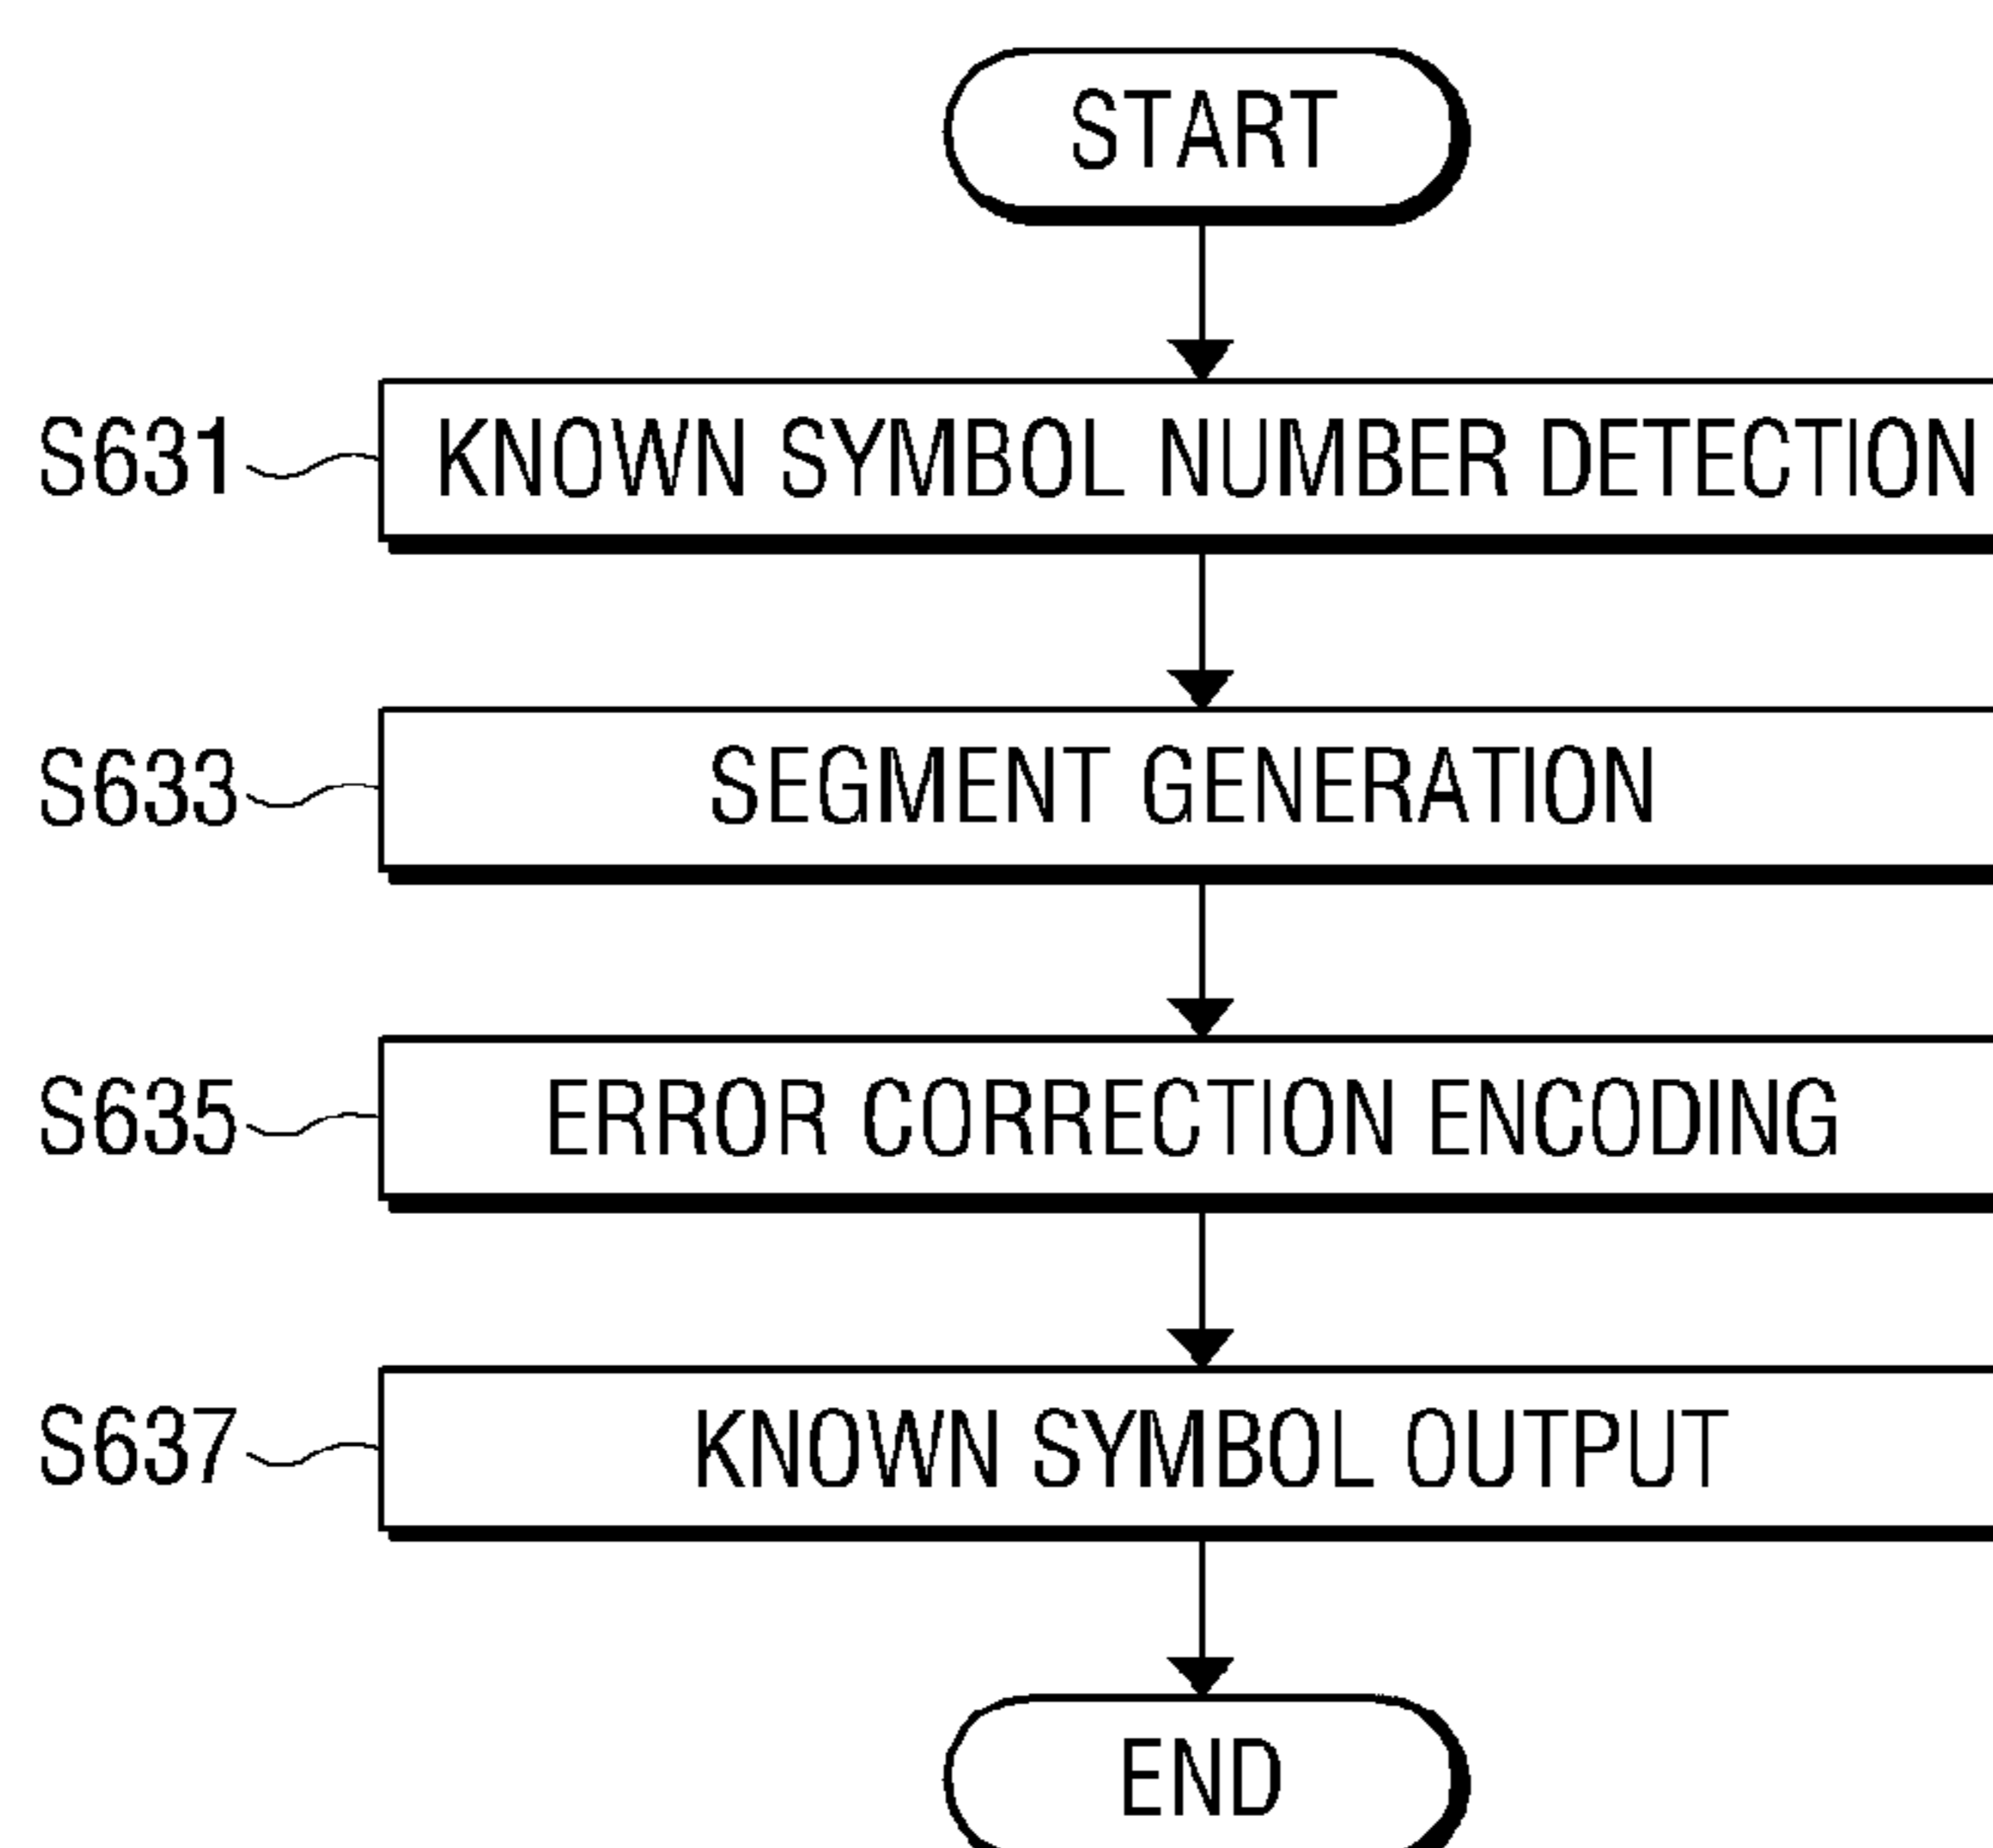 START
S631 KNOWN SYMBOL NUMBER DETECTION
S633 SEGMENT GENERATION
S635 ERROR CORRECTION ENCODING
S637 KNOWN SYMBOL OUTPUT
END